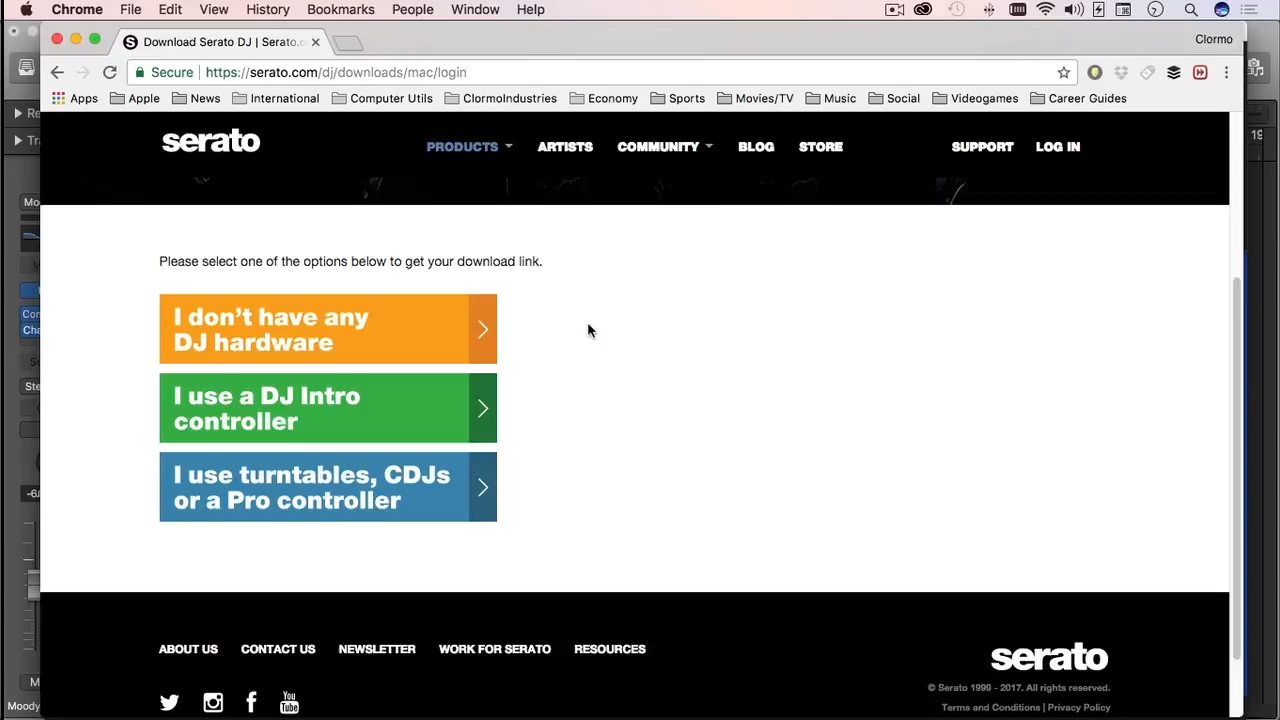 Chrome File Edit View History Bookmarks People Window Help
Download Serato DJ | Serato.c
Clormo
Secure https://serato.com/dj/downloads/mac/login
Apps Apple News International Computer Utils ClormoIndustries Economy Sports Movies/TV Music Social Videogames Career Guides
serato PRODUCTS ARTISTS COMMUNITY BLOG STORE SUPPORT LOG IN
Please select one of the options below to get your download link.
I don't have any
DJ hardware
I use a DJ Intro
controller
I use turntables, CDJs
or a Pro controller
ABOUT US CONTACT US NEWSLETTER WORK FOR SERATO RESOURCES
serato
© Serato 1999 - 2017. All rights reserved.
You
Tube
Terms and Conditions | Privacy Policy
Moody